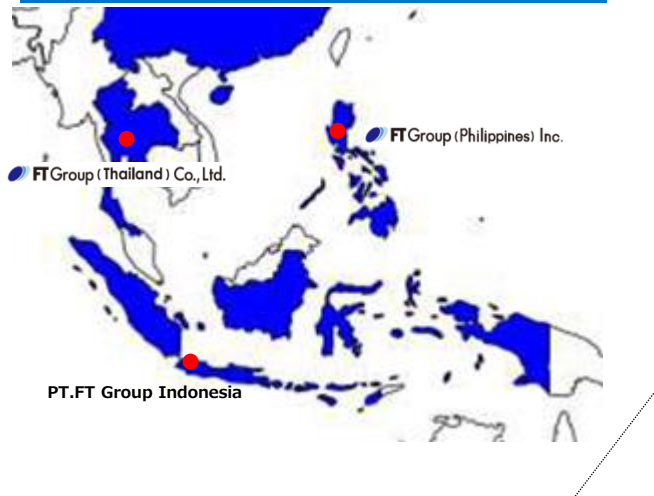 FT Group (Philippines) Inc.
FT Group (Thailand) Co., Ltd.
PT.FT Group Indonesia